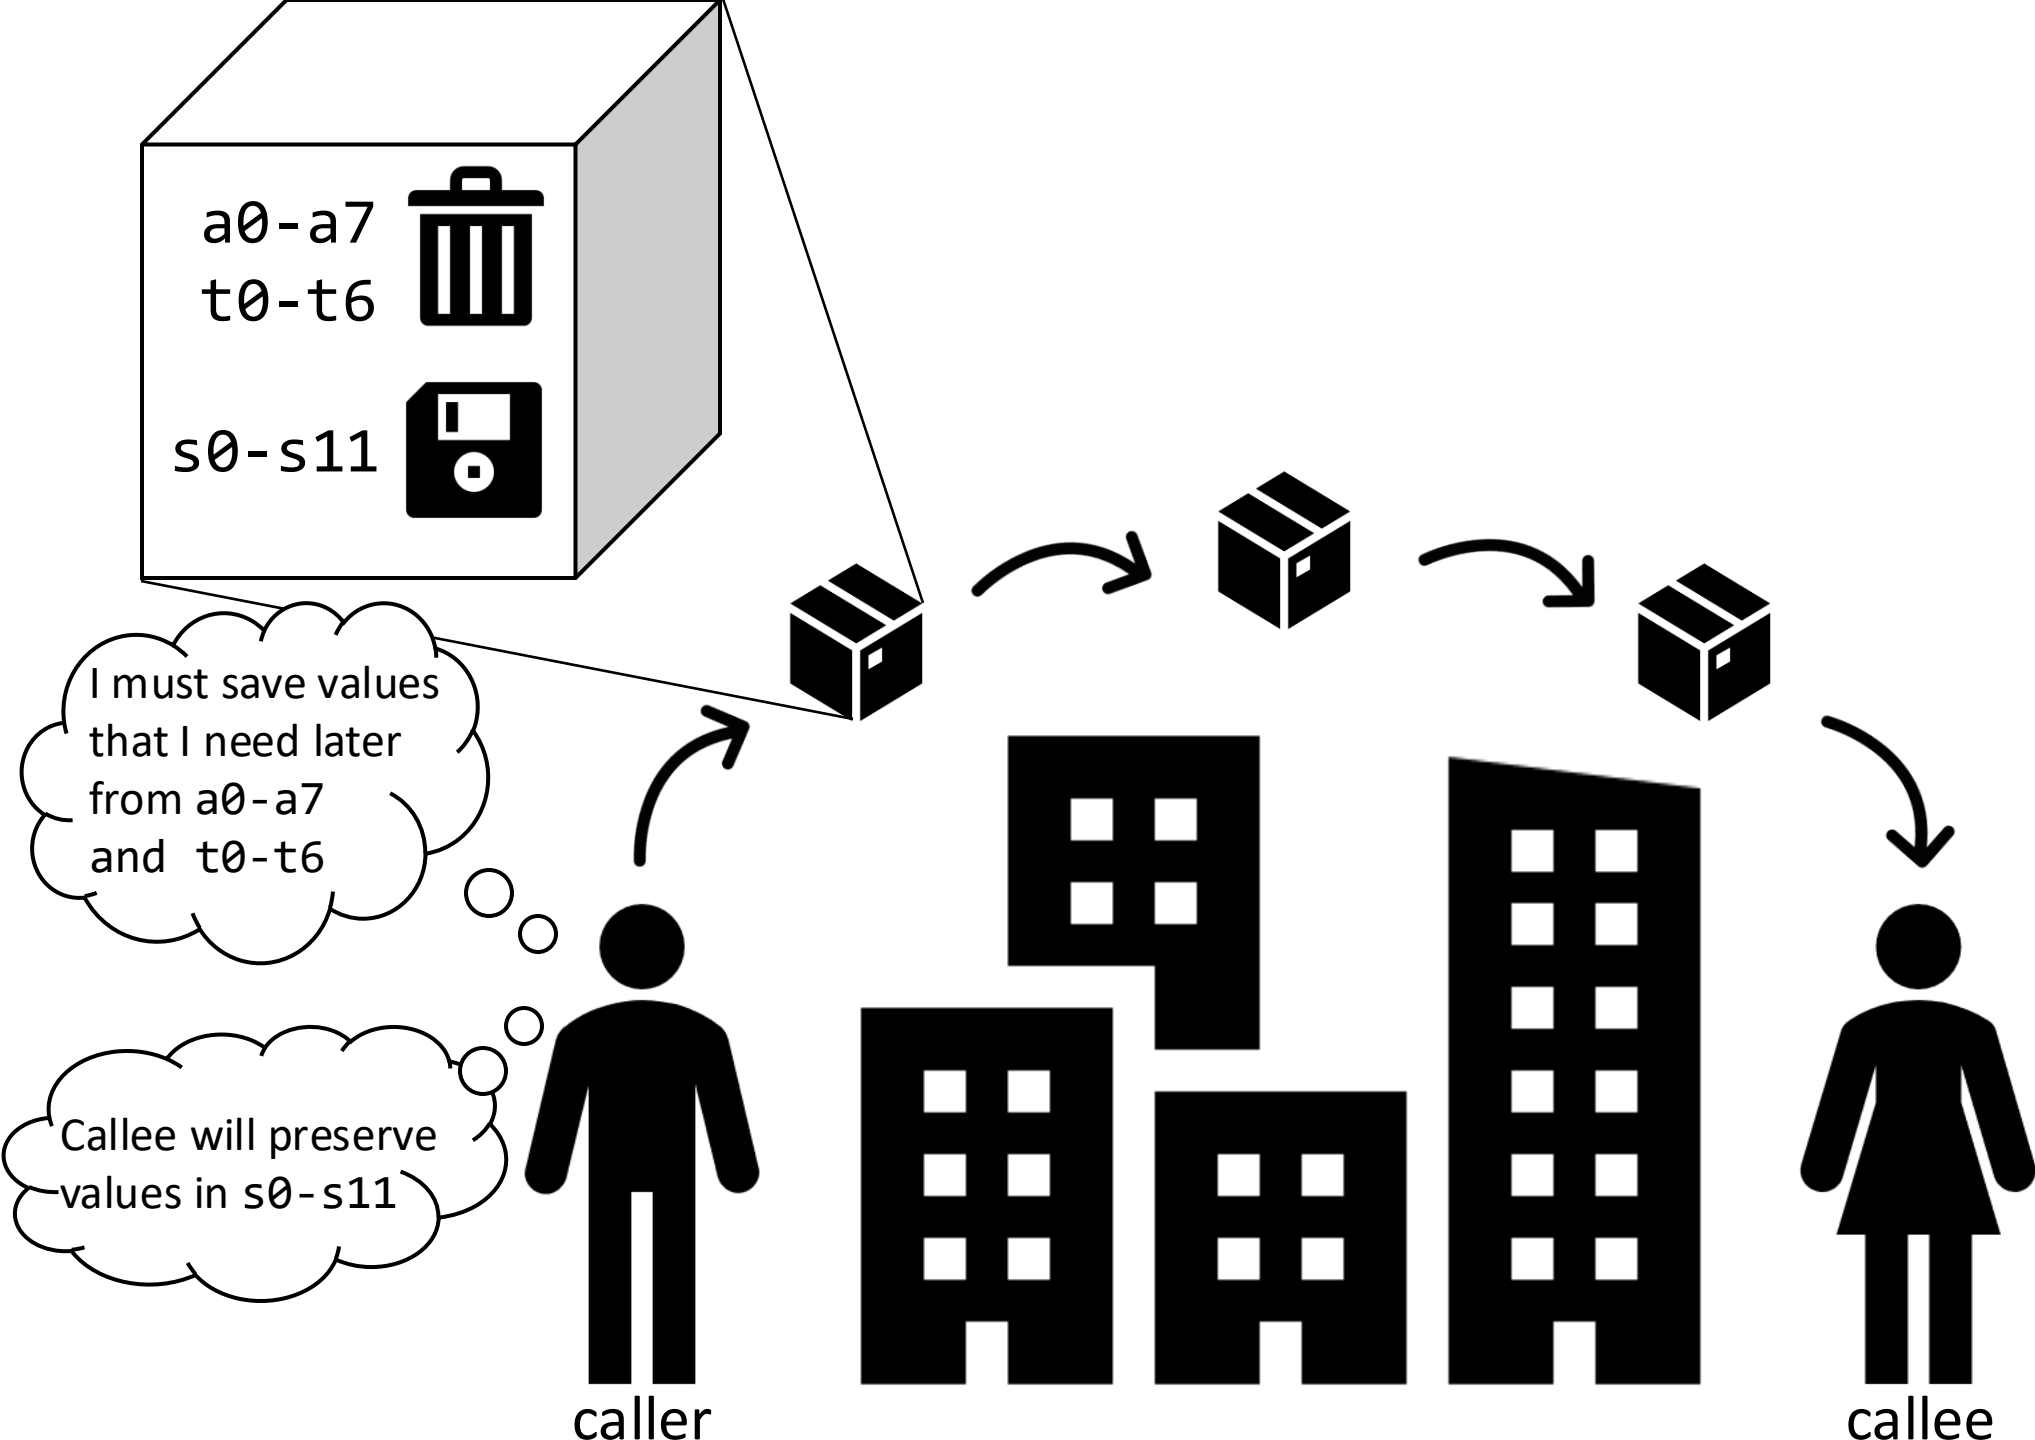 a0-a7
t0-t6
s0-s11
I must save values
that I need later
from a0-a7
and t0-t6
Callee will preserve
values in s0-s11
caller
callee